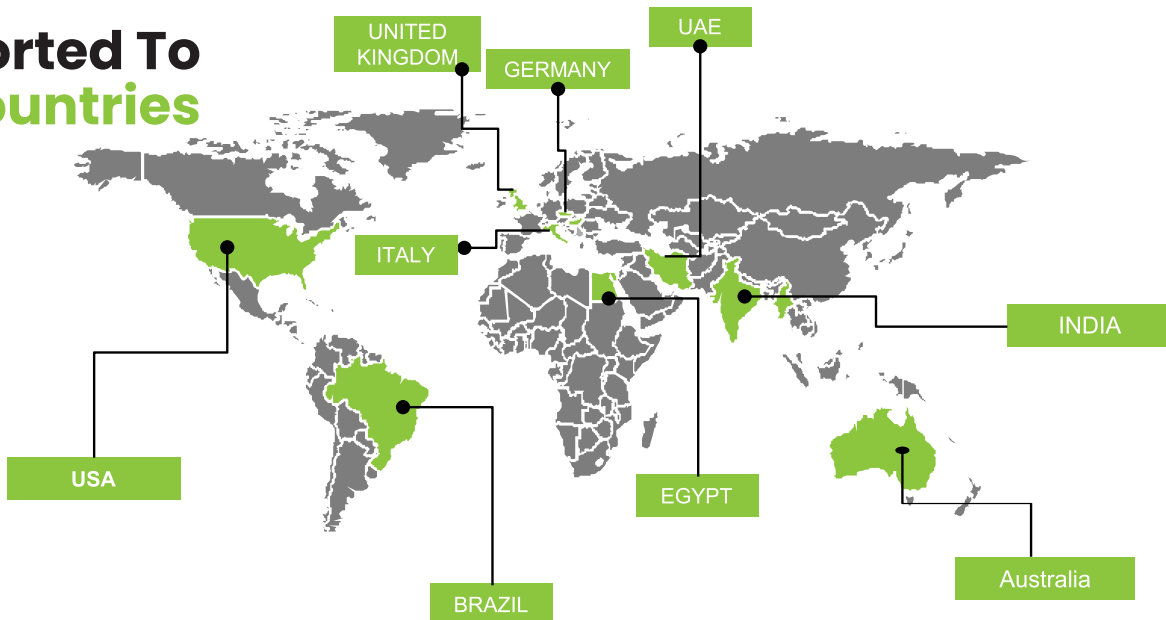 orted To
ountries
UNITED
KINGDOM
UAE
GERMANY
ITALY
INDIA
USA
EGYPT
Australia
BRAZIL